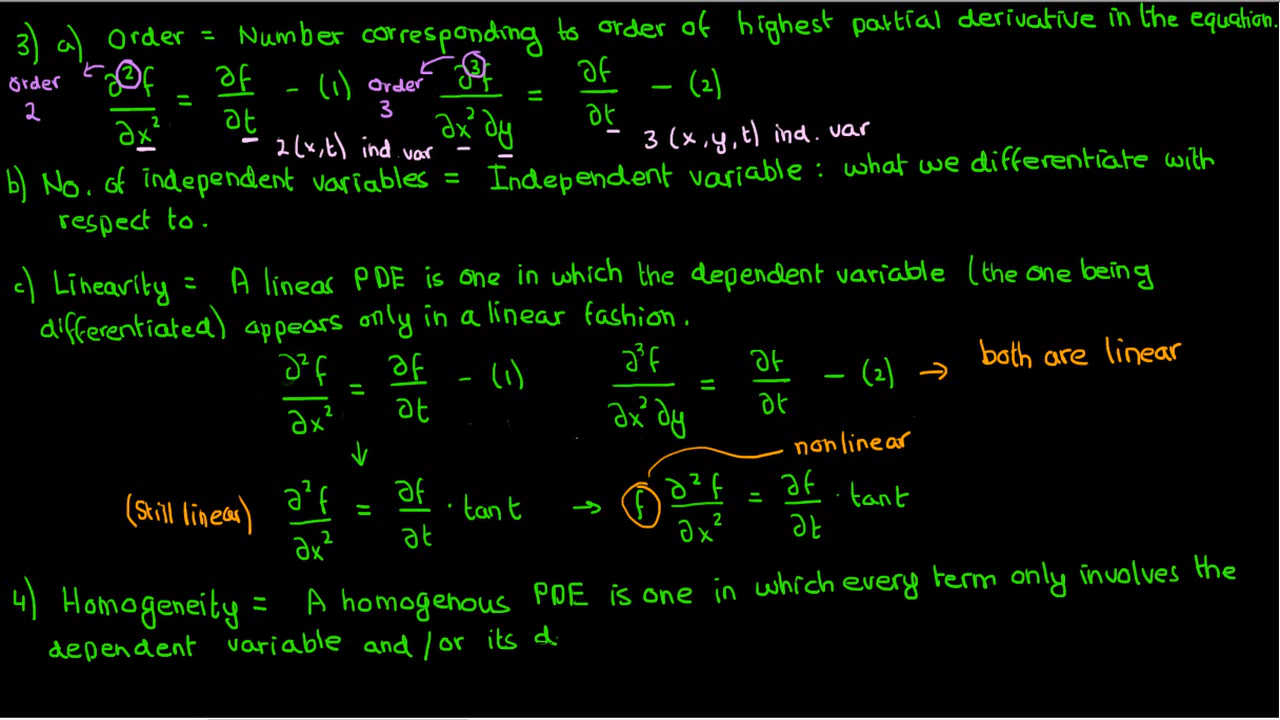 3) a) Order = Number corresponding to order of highest partial derivative in the equation.
Order 2 ∂²f/∂x² = ∂f/∂t - (1) Order 3 ∂³f/∂x²∂y = ∂f/∂t - (2)
2(x,t) ind. var 3 (x,y,t) ind. var
b) No. of independent variables = Independent variable : what we differentiate with
respect to.
c) Linearity = A linear PDE is one in which the dependent variable (the one being
differentiated) appears only in a linear fashion.
∂²f/∂x² = ∂f/∂t - (1) ∂³f/∂x²∂y = ∂f/∂t - (2) → both are linear
↓ nonlinear
(Still linear) ∂²f/∂x² = ∂f/∂t · tant → f ∂²f/∂x² = ∂f/∂t · tant
4) Homogeneity = A homogenous PDE is one in which every term only involves the
dependent variable and/or its d